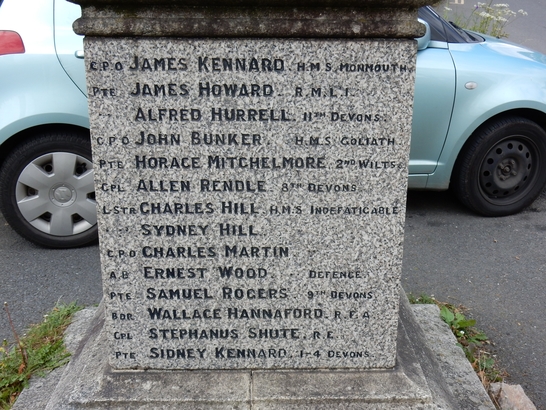 C.P.O JAMES KENNARD. H.M.S. MONMOUTH
PTE JAMES HOWARD. R.M.L.I.
" ALFRED HURRELL. 11TH DEVONS.
C.P.O JOHN BUNKER. H.M.S. GOLIATH.
PTE HORACE MITCHELMORE. 2ND WILTS.
CPL ALLEN RENDLE. 8TH DEVONS.
L.STR CHARLES HILL. H.M.S. INDEFATIGABLE
" SYDNEY HILL. "
C.P.O CHARLES MARTIN "
A.B ERNEST WOOD. " DEFENCE.
PTE SAMUEL ROGERS 9TH DEVONS.
BDR. WALLACE HANNAFORD. R.F.A
CPL STEPHANUS SHUTE. R.E.
PTE SIDNEY KENNARD. 1-4 DEVONS.